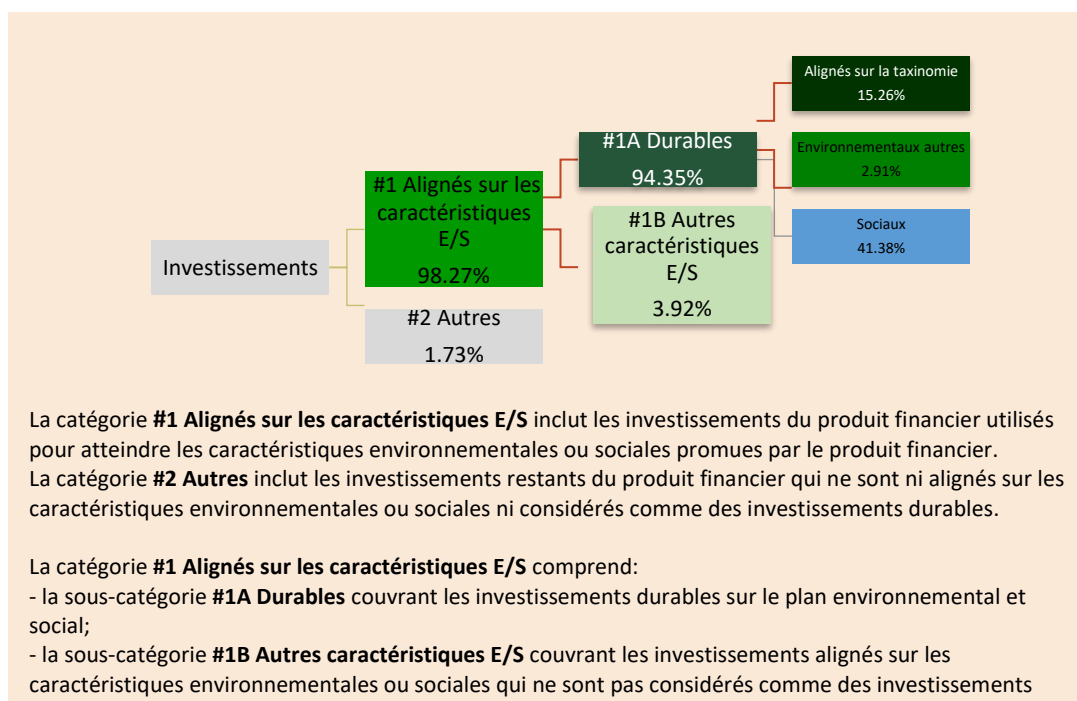 Alignés sur la taxinomie
15.26%
#1A Durables
94.35%
Environnementaux autres
2.91%
#1 Alignés sur les
caractéristiques
E/S
98.27%
#1B Autres
caractéristiques
E/S
3.92%
Sociaux
41.38%
Investissements
#2 Autres
1.73%
La catégorie #1 Alignés sur les caractéristiques E/S inclut les investissements du produit financier utilisés
pour atteindre les caractéristiques environnementales ou sociales promues par le produit financier.
La catégorie #2 Autres inclut les investissements restants du produit financier qui ne sont ni alignés sur les
caractéristiques environnementales ou sociales ni considérés comme des investissements durables.
La catégorie #1 Alignés sur les caractéristiques E/S comprend:
- la sous-catégorie #1A Durables couvrant les investissements durables sur le plan environnemental et
social;
- la sous-catégorie #1B Autres caractéristiques E/S couvrant les investissements alignés sur les
caractéristiques environnementales ou sociales qui ne sont pas considérés comme des investissements